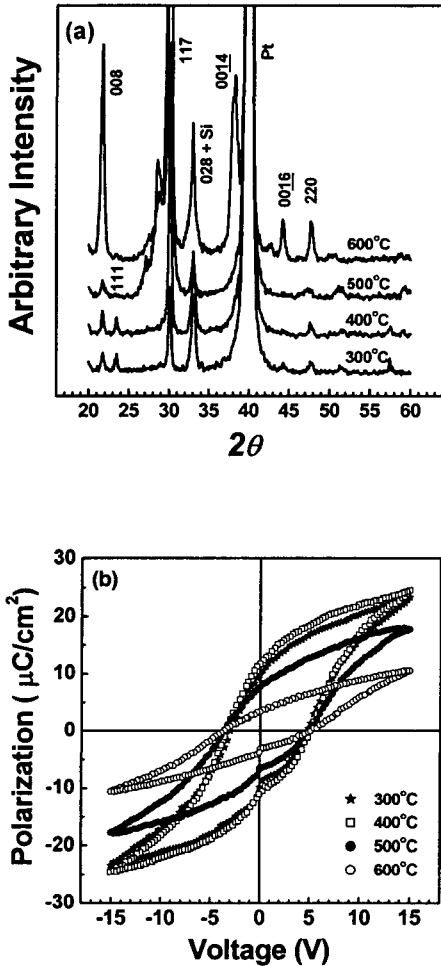 (a)
008
111
117
028 + Si
0014
Pt
0016
220
600°C
500°C
400°C
300°C
Arbitrary Intensity
20 25 30 35 40 45 50 55 60
2θ
(b)
30
20
10
0
-10
-20
-30
Polarization ( μC/cm²)
300°C
400°C
500°C
600°C
-15 -10 -5 0 5 10 15
Voltage (V)